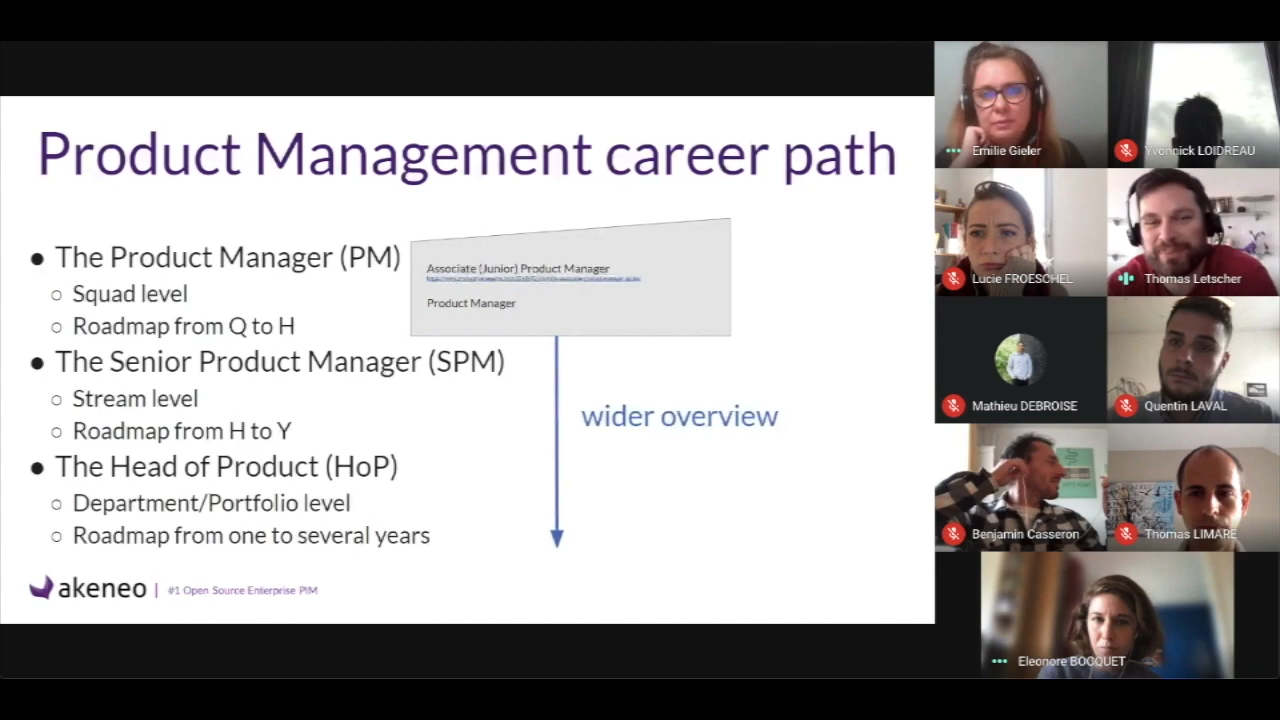 Product Management career path
● The Product Manager (PM)
○ Squad level
○ Roadmap from Q to H
● The Senior Product Manager (SPM)
○ Stream level
○ Roadmap from H to Y
● The Head of Product (HoP)
○ Department/Portfolio level
○ Roadmap from one to several years
Associate (Junior) Product Manager
Product Manager
wider overview
akeneo | #1 Open Source Enterprise PIM
Emilie Gieler
Yvonnick LOIDREAU
Lucie FROESCHEL
Thomas Letscher
Mathieu DEBROISE
Quentin LAVAL
Benjamin Casseron
Thomas LIMARE
Eleonore BOCQUET